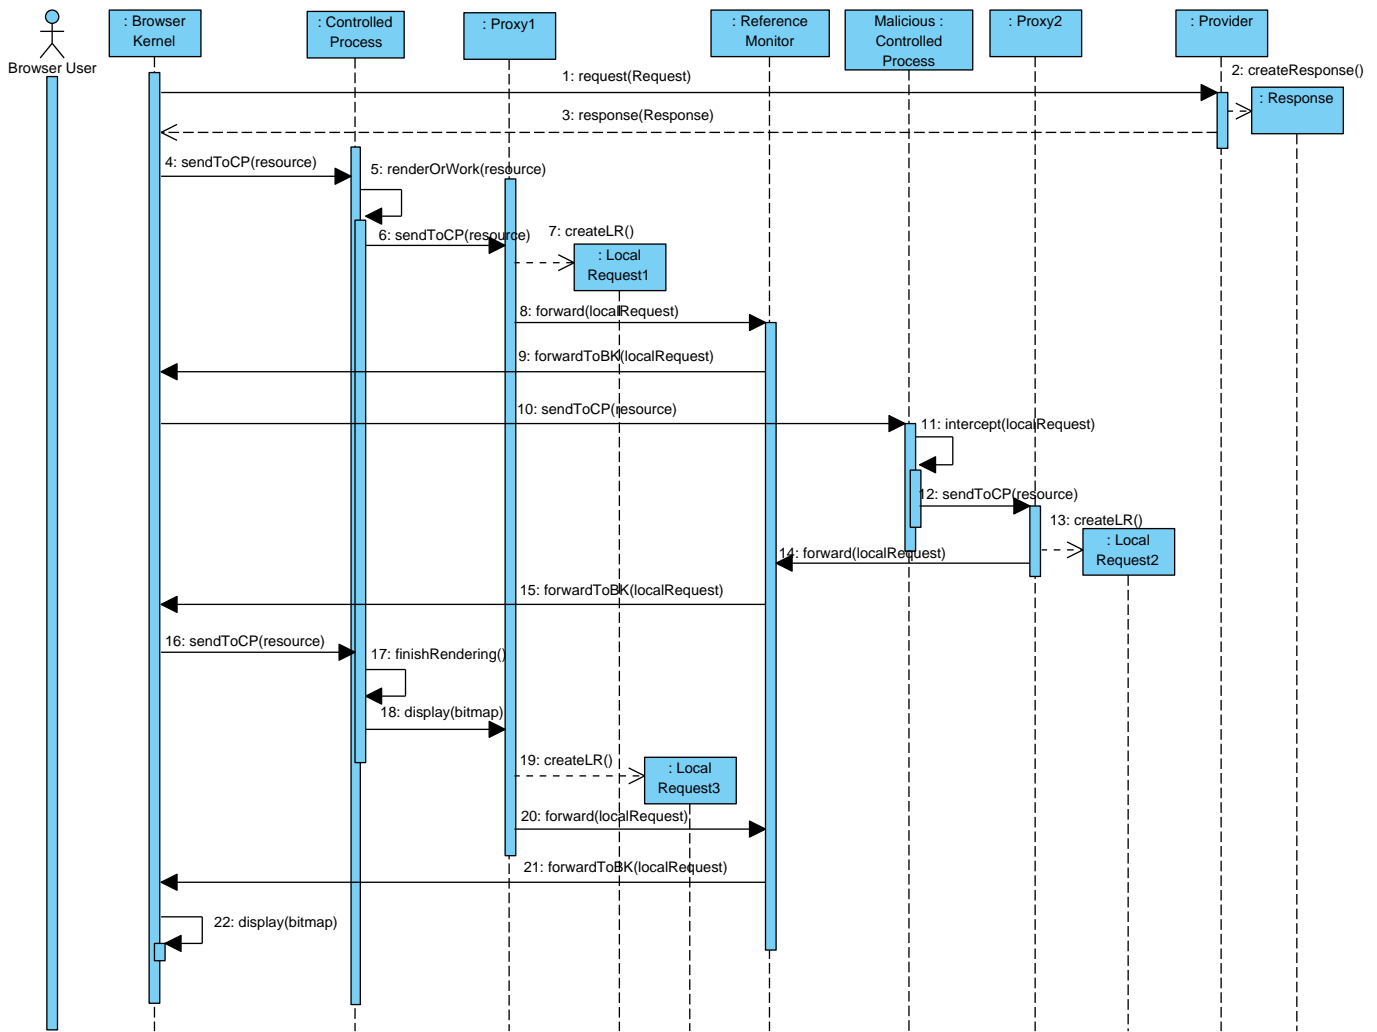 : Browser
Kernel
: Controlled
Process
: Proxy1
: Reference
Monitor
Malicious :
Controlled
Process
: Proxy2
: Provider
Browser User
1: request(Request)
2: createResponse()
: Response
3: response(Response)
4: sendToCP(resource)
5: renderOrWork(resource)
6: sendToCP(resource)
7: createLR()
: Local
Request1
8: forward(localRequest)
9: forwardToBK(localRequest)
10: sendToCP(resource)
11: intercept(localRequest)
12: sendToCP(resource)
13: createLR()
: Local
Request2
14: forward(localRequest)
15: forwardToBK(localRequest)
16: sendToCP(resource)
17: finishRendering()
18: display(bitmap)
19: createLR()
: Local
Request3
20: forward(localRequest)
21: forwardToBK(localRequest)
22: display(bitmap)